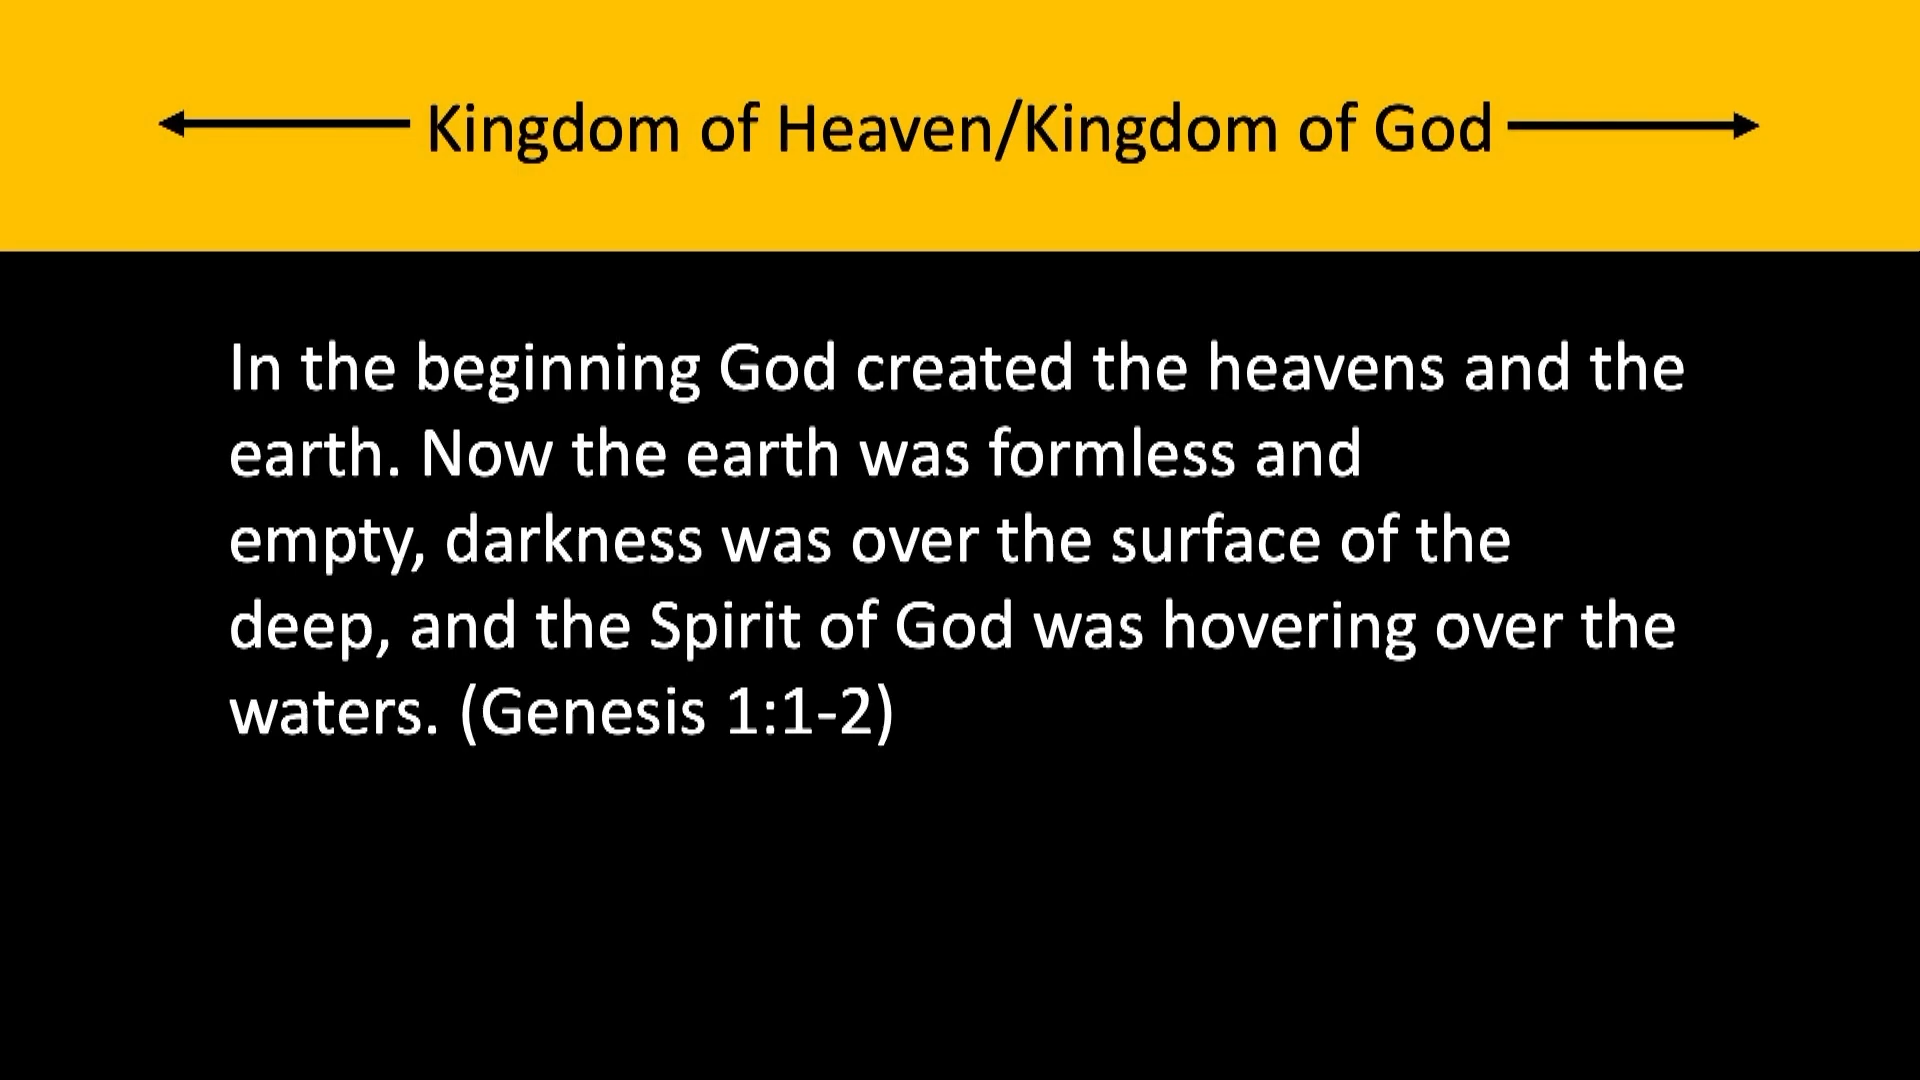 Kingdom of Heaven/Kingdom of God
In the beginning God created the heavens and the
earth. Now the earth was formless and
empty, darkness was over the surface of the
deep, and the Spirit of God was hovering over the
waters. (Genesis 1:1-2)